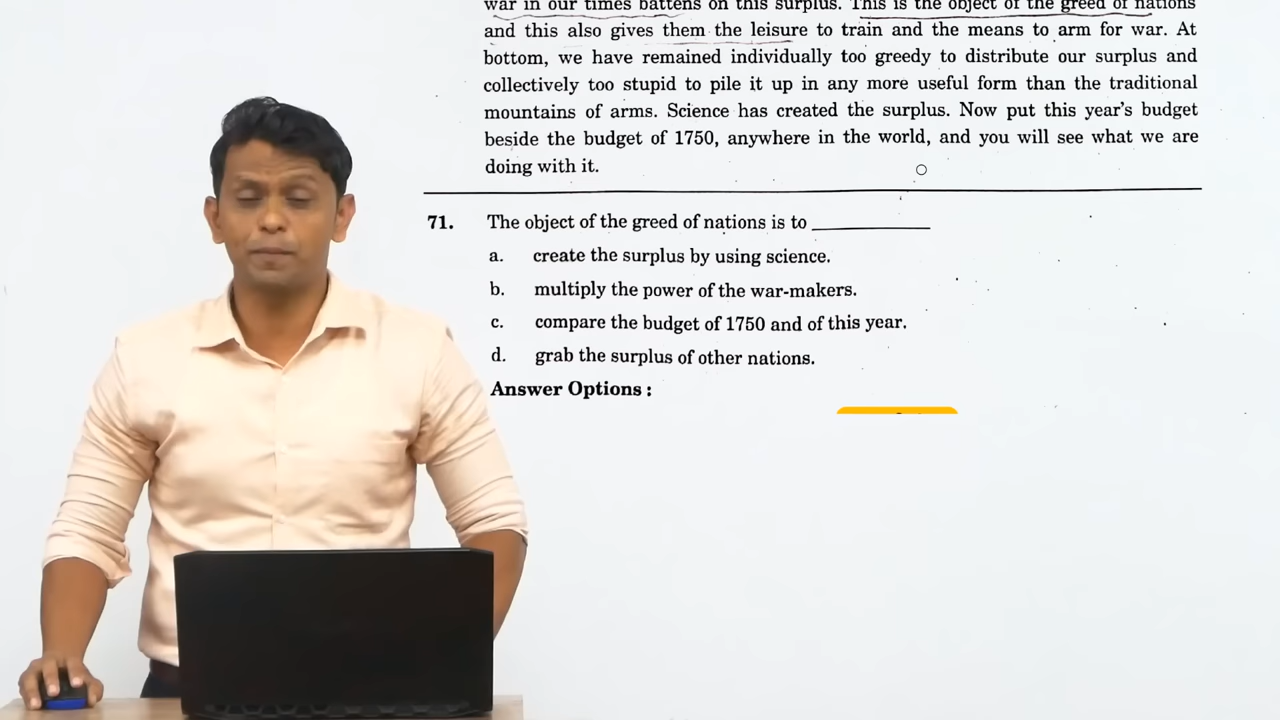 war in our times battens on this surplus. This is the object of the greed of nations
and this also gives them the leisure to train and the means to arm for war. At
bottom, we have remained individually too greedy to distribute our surplus and
collectively too stupid to pile it up in any more useful form than the traditional
mountains of arms. Science has created the surplus. Now put this year's budget
beside the budget of 1750, anywhere in the world, and you will see what we are
doing with it.
71. The object of the greed of nations is to ___________
a. create the surplus by using science.
b. multiply the power of the war-makers.
c. compare the budget of 1750 and of this year.
d. grab the surplus of other nations.
Answer Options :